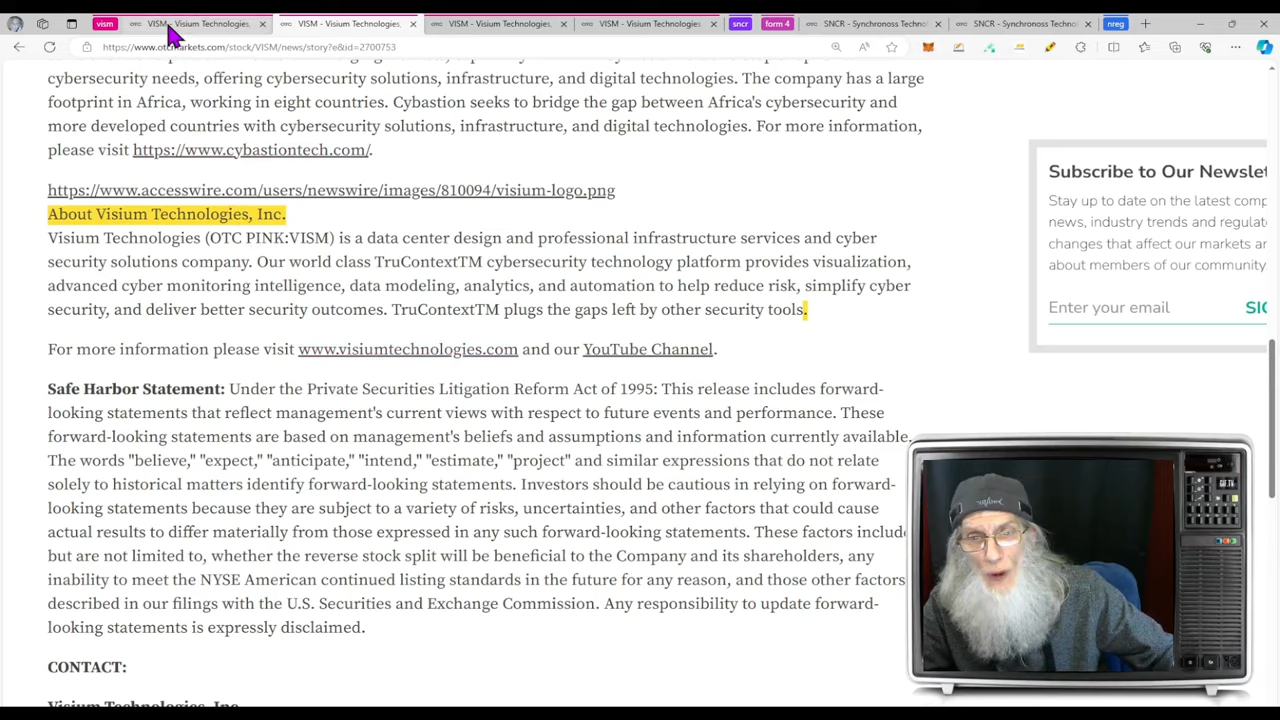 vism
VISM - Visium Technologies,
VISM - Visium Technologies,
VISM - Visium Technologies,
VISM - Visium Technologies,
sncr
form 4
SNCR - Synchronoss Techno
SNCR - Synchronoss Techno
nreg
https://www.otcmarkets.com/stock/VISM/news/story?e&id=2700753
cybersecurity needs, offering cybersecurity solutions, infrastructure, and digital technologies. The company has a large
footprint in Africa, working in eight countries. Cybastion seeks to bridge the gap between Africa's cybersecurity and
more developed countries with cybersecurity solutions, infrastructure, and digital technologies. For more information,
please visit https://www.cybastiontech.com/.
https://www.accesswire.com/users/newswire/images/810094/visium-logo.png
About Visium Technologies, Inc.
Visium Technologies (OTC PINK:VISM) is a data center design and professional infrastructure services and cyber
security solutions company. Our world class TruContextTM cybersecurity technology platform provides visualization,
advanced cyber monitoring intelligence, data modeling, analytics, and automation to help reduce risk, simplify cyber
security, and deliver better security outcomes. TruContextTM plugs the gaps left by other security tools.
For more information please visit www.visiumtechnologies.com and our YouTube Channel.
Safe Harbor Statement: Under the Private Securities Litigation Reform Act of 1995: This release includes forward-
looking statements that reflect management's current views with respect to future events and performance. These
forward-looking statements are based on management's beliefs and assumptions and information currently available.
The words "believe," "expect," "anticipate," "intend," "estimate," "project" and similar expressions that do not relate
solely to historical matters identify forward-looking statements. Investors should be cautious in relying on forward-
looking statements because they are subject to a variety of risks, uncertainties, and other factors that could cause
actual results to differ materially from those expressed in any such forward-looking statements. These factors include
but are not limited to, whether the reverse stock split will be beneficial to the Company and its shareholders, any
inability to meet the NYSE American continued listing standards in the future for any reason, and those other factors
described in our filings with the U.S. Securities and Exchange Commission. Any responsibility to update forward-
looking statements is expressly disclaimed.
CONTACT:
Visium Technologies, Inc.
Subscribe to Our Newslet
Stay up to date on the latest comp
news, industry trends and regulat
changes that affect our markets a
about members of our community
Enter your email
SIG